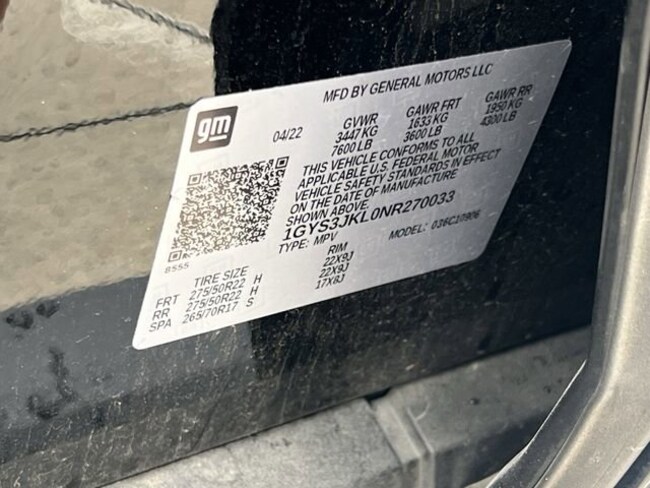 MFD BY GENERAL MOTORS LLC
gm
04/22
GVWR GAWR FRT GAWR RR
3447 KG 1633 KG 1950 KG
7600 LB 3600 LB 4300 LB
THIS VEHICLE CONFORMS TO ALL
APPLICABLE U.S. FEDERAL MOTOR
VEHICLE SAFETY STANDARDS IN EFFECT
ON THE DATE OF MANUFACTURE
SHOWN ABOVE.
1GYS3JKL0NR270033
TYPE: MPV MODEL: 036C10906
8555
TIRE SIZE RIM
FRT 275/50R22 H 22X9J
RR 275/50R22 H 22X9J
SPA 265/70R17 S 17X8J